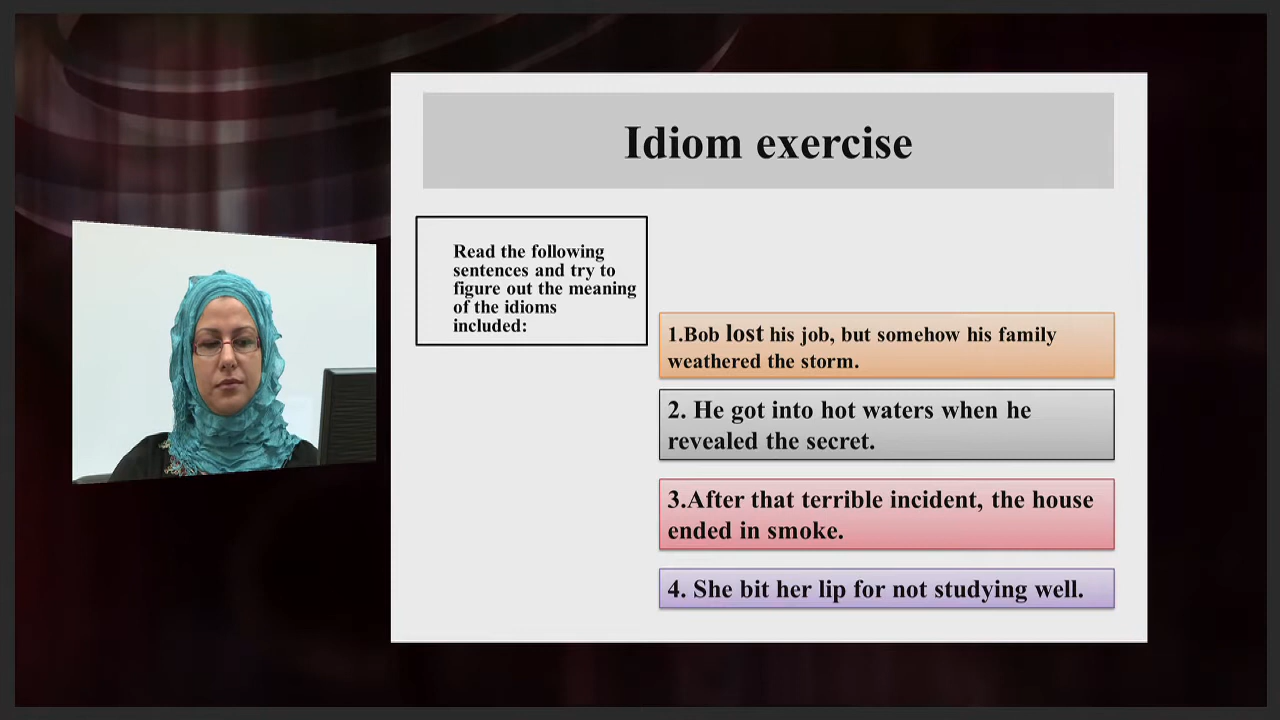 Idiom exercise
Read the following
sentences and try to
figure out the meaning
of the idioms
included:
1.Bob lost his job, but somehow his family
weathered the storm.
2. He got into hot waters when he
revealed the secret.
3.After that terrible incident, the house
ended in smoke.
4. She bit her lip for not studying well.